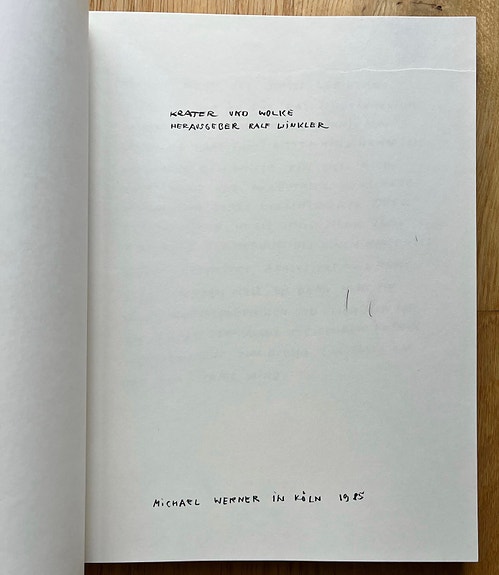 KRATER UND WOLKE
HERAUSGEBER RALF WINKLER
MICHAEL WERNER IN KÖLN 1985